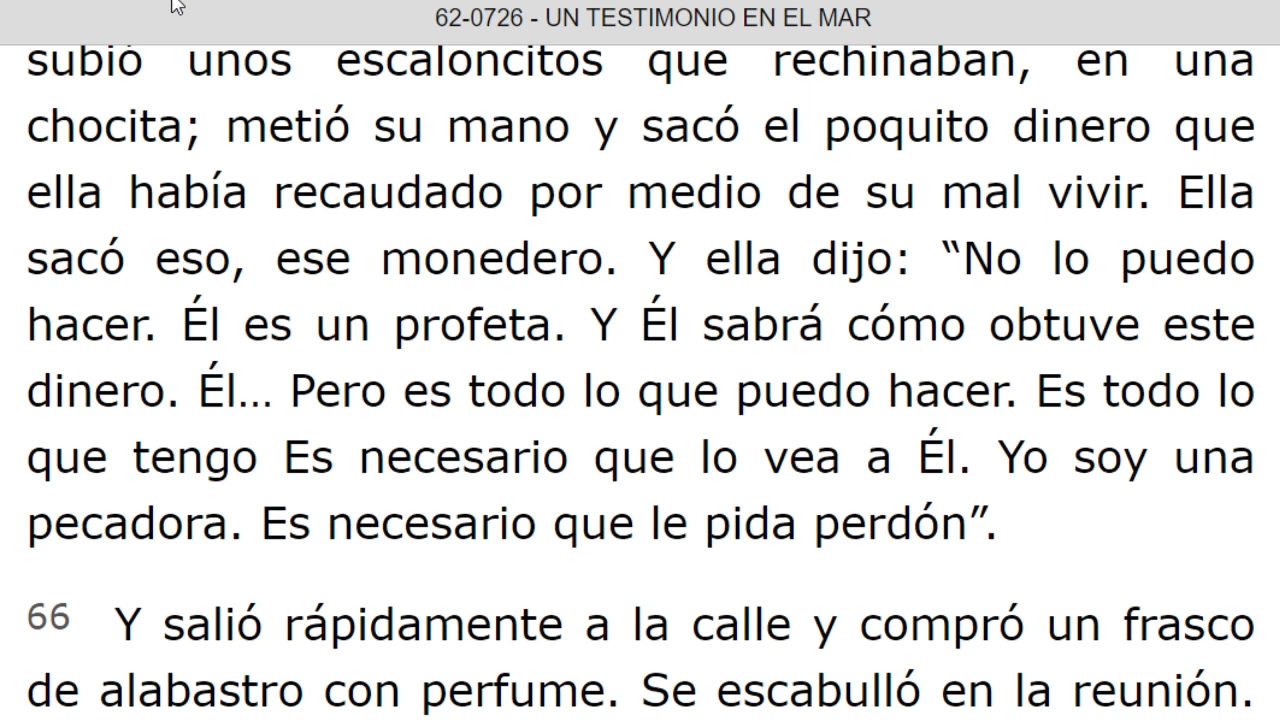 62-0726 - UN TESTIMONIO EN EL MAR
subió unos escaloncitos que rechinaban, en una
chocita; metió su mano y sacó el poquito dinero que
ella había recaudado por medio de su mal vivir. Ella
sacó eso, ese monedero. Y ella dijo: “No lo puedo
hacer. Él es un profeta. Y Él sabrá cómo obtuve este
dinero. Él... Pero es todo lo que puedo hacer. Es todo lo
que tengo Es necesario que lo vea a Él. Yo soy una
pecadora. Es necesario que le pida perdón”.
66 Y salió rápidamente a la calle y compró un frasco
de alabastro con perfume. Se escabulló en la reunión.